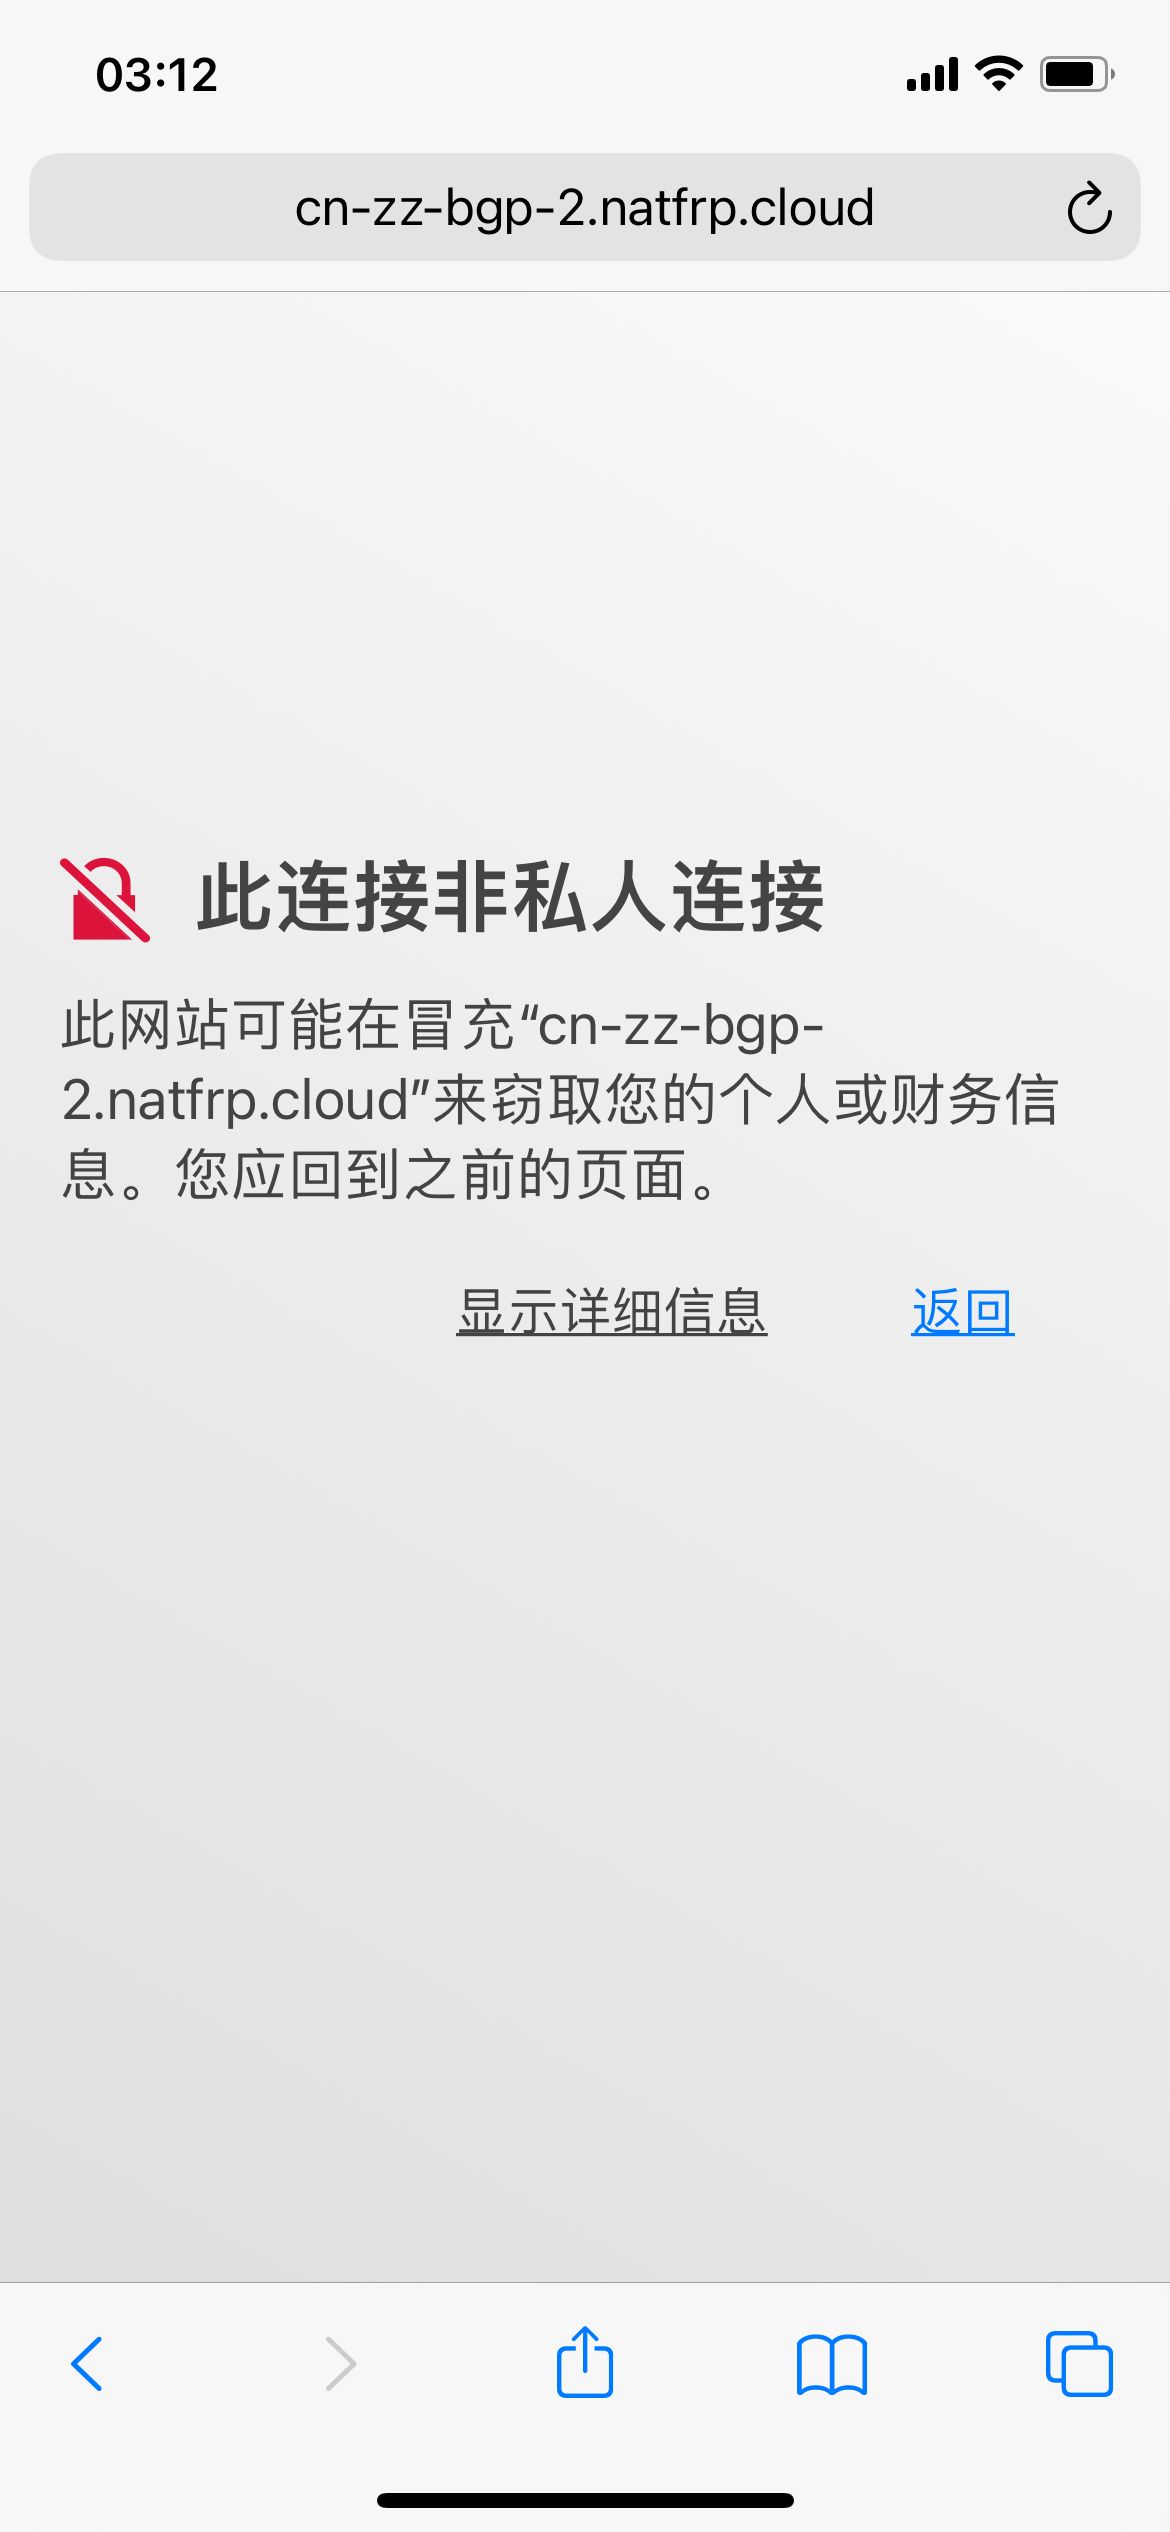 03:12
cn-zz-bgp-2.natfrp.cloud
此连接非私人连接
此网站可能在冒充“cn-zz-bgp-
2.natfrp.cloud”来窃取您的个人或财务信
息。您应回到之前的页面。
显示详细信息 返回